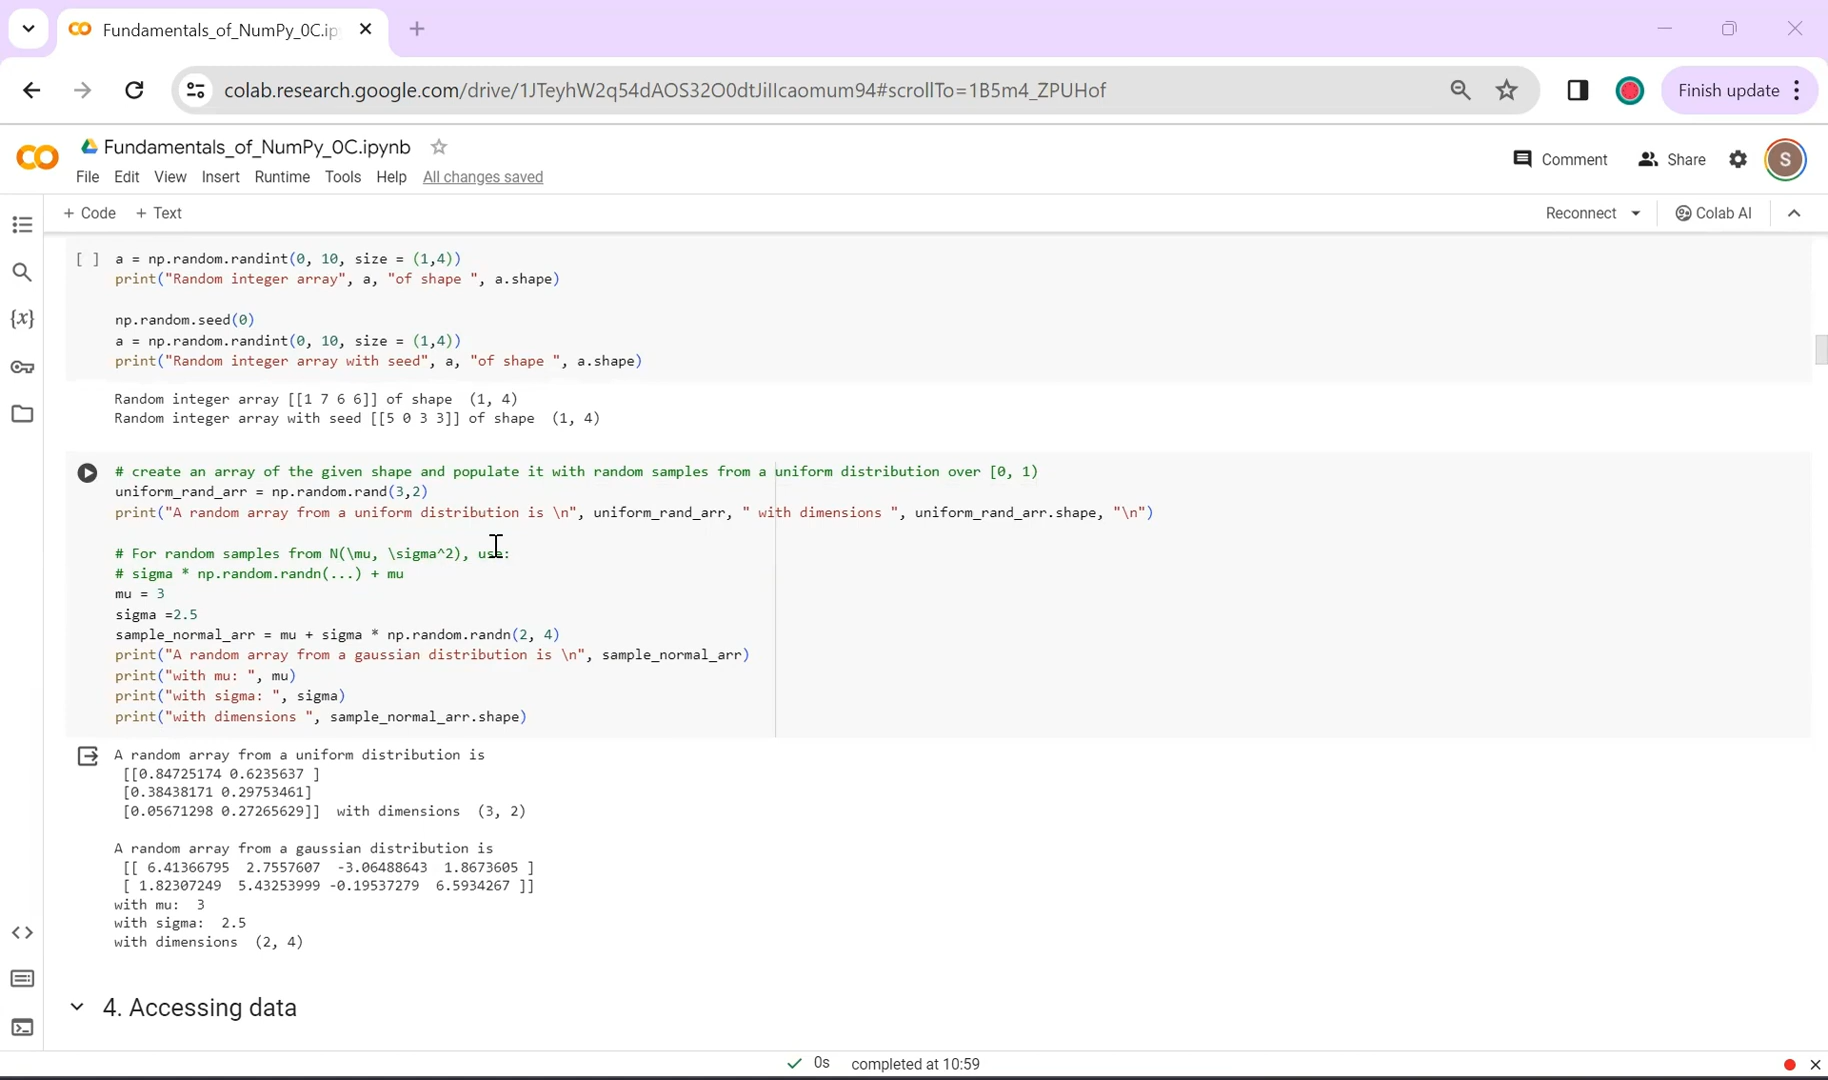 Fundamentals_of_NumPy_0C.ip
colab.research.google.com/drive/1JTeyhW2q54dAOS32O0dtJiIlcaomum94#scrollTo=1B5m4_ZPUHof
Finish update
Fundamentals_of_NumPy_0C.ipynb
File Edit View Insert Runtime Tools Help All changes saved
Comment Share S
+ Code + Text
Reconnect Colab AI
[ ] a = np.random.randint(0, 10, size = (1,4))
print("Random integer array", a, "of shape ", a.shape)
np.random.seed(0)
a = np.random.randint(0, 10, size = (1,4))
print("Random integer array with seed", a, "of shape ", a.shape)
Random integer array [[1 7 6 6]] of shape  (1, 4)
Random integer array with seed [[5 0 3 3]] of shape  (1, 4)
# create an array of the given shape and populate it with random samples from a uniform distribution over [0, 1)
uniform_rand_arr = np.random.rand(3,2)
print("A random array from a uniform distribution is \n", uniform_rand_arr, " with dimensions ", uniform_rand_arr.shape, "\n")
# For random samples from N(\mu, \sigma^2), use:
# sigma * np.random.randn(...) + mu
mu = 3
sigma =2.5
sample_normal_arr = mu + sigma * np.random.randn(2, 4)
print("A random array from a gaussian distribution is \n", sample_normal_arr)
print("with mu: ", mu)
print("with sigma: ", sigma)
print("with dimensions ", sample_normal_arr.shape)
A random array from a uniform distribution is
[[0.84725174 0.6235637 ]
[0.38438171 0.29753461]
[0.05671298 0.27265629]]  with dimensions  (3, 2)
A random array from a gaussian distribution is
[[ 6.41366795  2.7557607  -3.06488643  1.8673605 ]
[ 1.82307249  5.43253999 -0.19537279  6.5934267 ]]
with mu:  3
with sigma:  2.5
with dimensions  (2, 4)
4. Accessing data
0s completed at 10:59